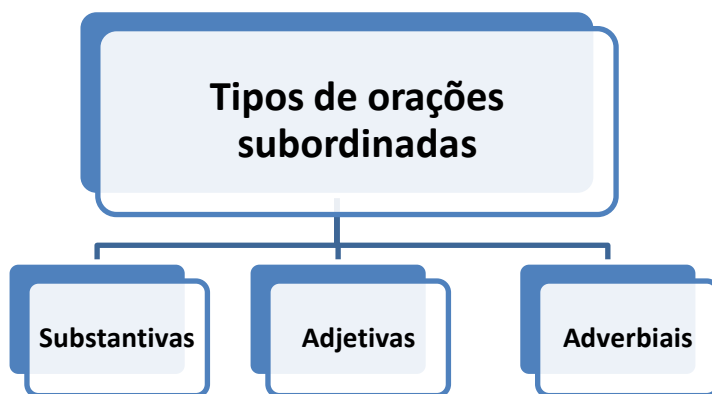 Tipos de orações
subordinadas
Substantivas
Adjetivas
Adverbiais